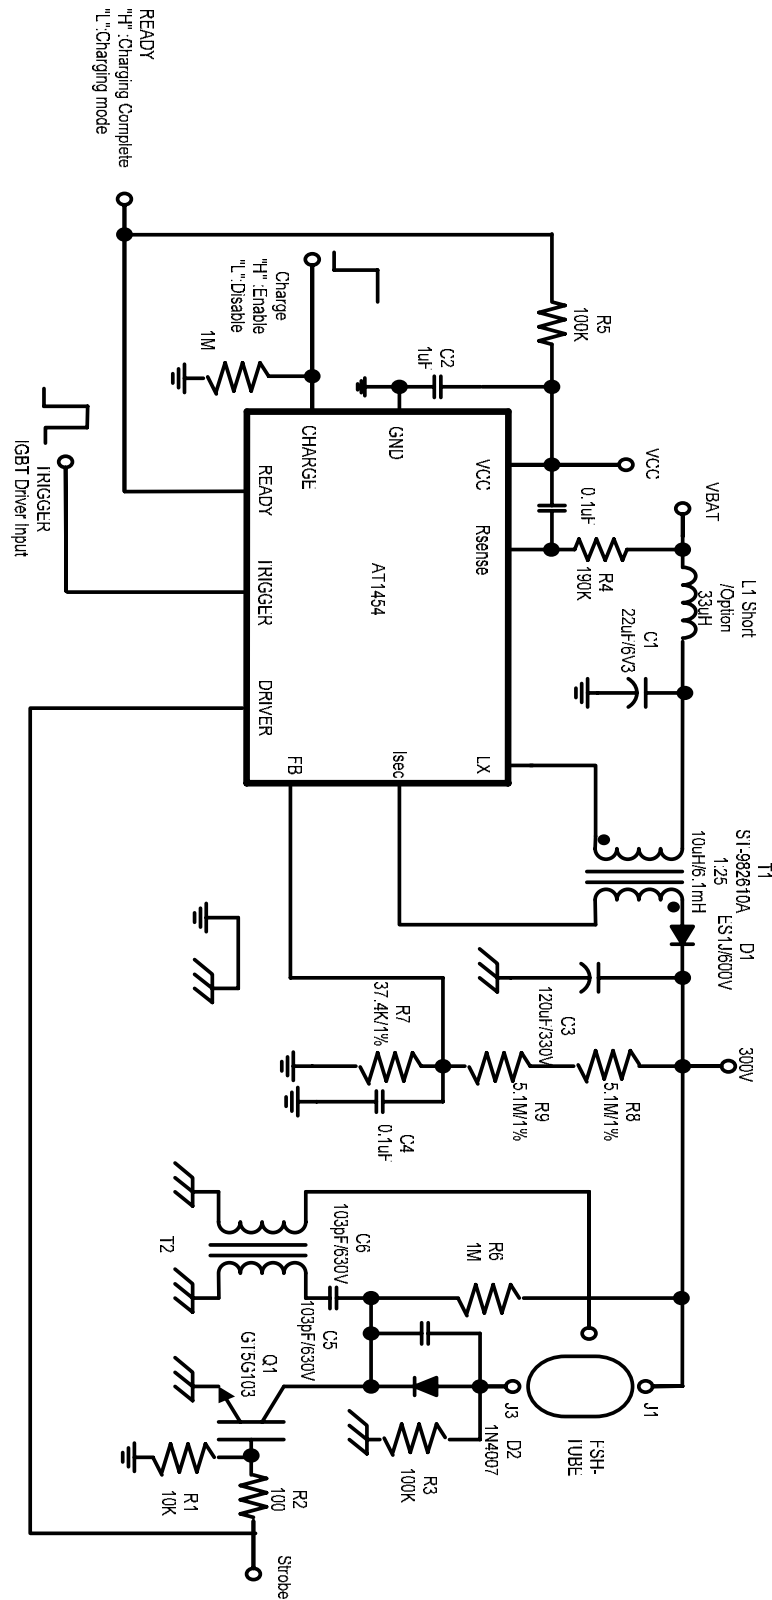 READY
"H" :Charging Complete
"L":Charging mode
Charge
"H" :Enable
"L":Disable
1M
TRIGGER
IGBT Driver Input
R5
100K
C2
1uF
VCC
0.1uF
VBAT
R4
190K
L1 Short
/Option
33uH
C1
22uF/6V3
T1
ST-982610A
1:25
10uH/6.1mH
D1
ES1J/600V
300V
C3
120uF/330V
R8
5.1M/1%
R9
5.1M/1%
R7
37.4K/1%
C4
0.1uF
AT1454
GND
CHARGE
READY
VCC
Rsense
TRIGGER
DRIVER
FB
Isec
LX
T2
C6
103pF/630V
R6
1M
C5
103pF/630V
Q1
GT5G103
J1
FSH-
TUBE
J3
D2
1N4007
R3
100K
R2
100
R1
10K
Strobe